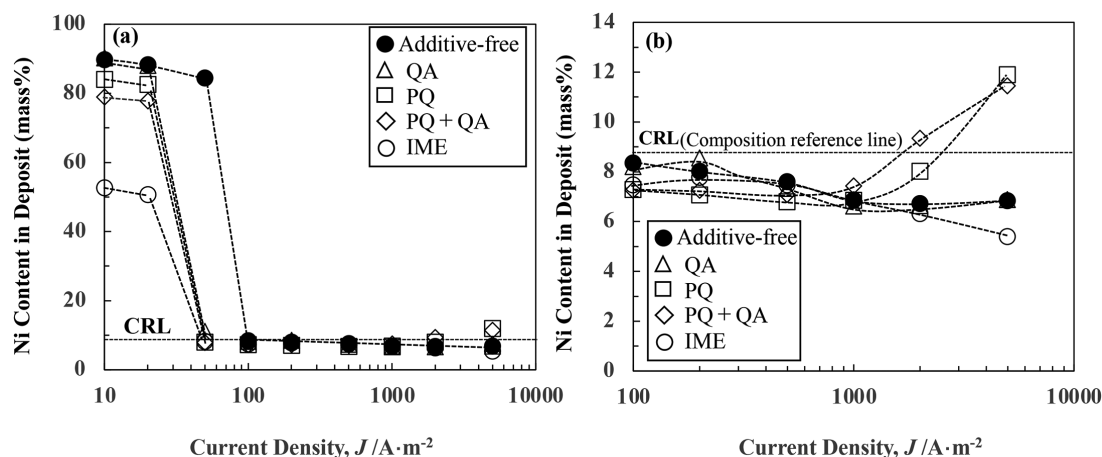 (a)
100
80
60
40
20
0
Ni Content in Deposit (mass%)
Additive-free
QA
PQ
PQ + QA
IME
CRL
10
100
1000
10000
Current Density, J /A·m-2
(b)
14
12
10
8
6
4
2
0
Ni Content in Deposit (mass%)
CRL (Composition reference line)
Additive-free
QA
PQ
PQ + QA
IME
100
1000
10000
Current Density, J /A·m-2